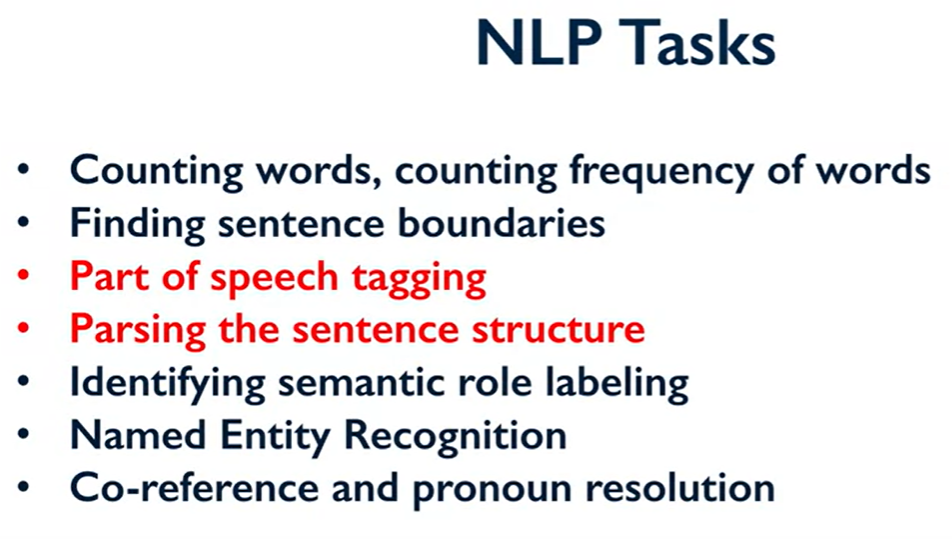 NLP Tasks
• Counting words, counting frequency of words
• Finding sentence boundaries
• Part of speech tagging
• Parsing the sentence structure
• Identifying semantic role labeling
• Named Entity Recognition
• Co-reference and pronoun resolution